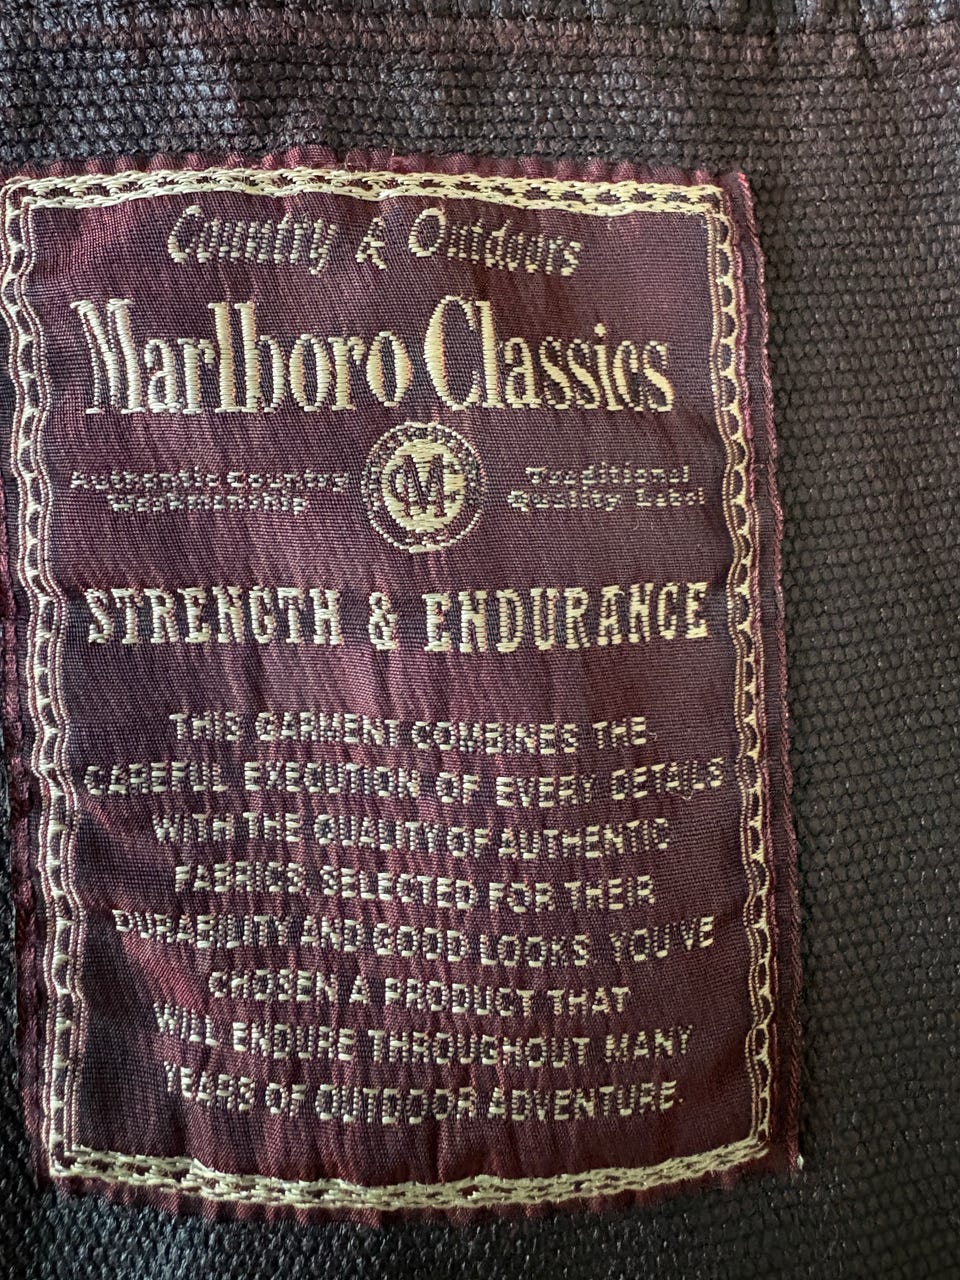 Country & Outdoors
Marlboro Classics
Authentic Country Traditional
Craftmanship MC Quality Label
STRENGTH & ENDURANCE
THIS GARMENT COMBINES THE
CAREFUL EXECUTION OF EVERY DETAILS
WITH THE QUALITY OF AUTHENTIC
FABRICS SELECTED FOR THEIR
DURABILITY AND GOOD LOOKS. YOU'VE
CHOSEN A PRODUCT THAT
WILL ENDURE THROUGHOUT MANY
YEARS OF OUTDOOR ADVENTURE.